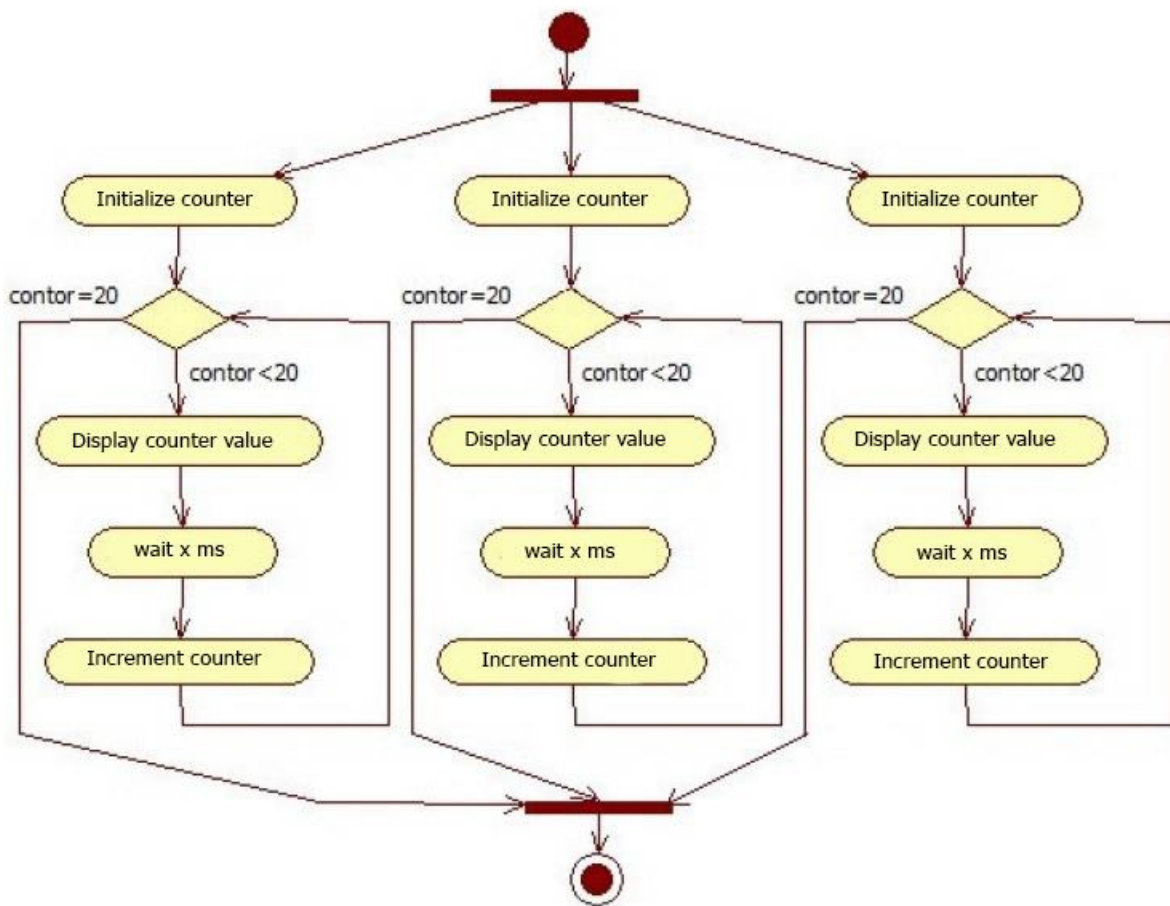 Initialize counter
Initialize counter
Initialize counter
contor=20
contor=20
contor=20
contor<20
contor<20
contor<20
Display counter value
Display counter value
Display counter value
wait x ms
wait x ms
wait x ms
Increment counter
Increment counter
Increment counter